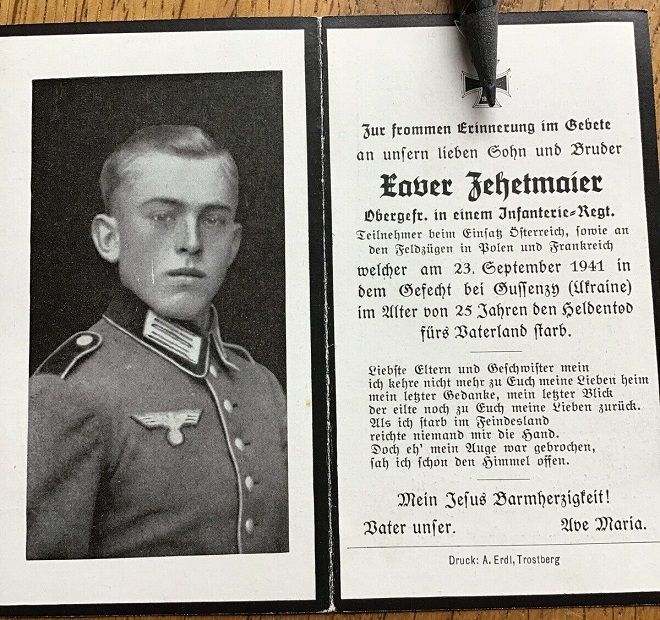 Zur frommen Erinnerung im Gebete
an unsern lieben Sohn und Bruder
Xaver Zehetmaier
Obergefr. in einem Infanterie=Regt.
Teilnehmer beim Einsatz Österreich, sowie an
den Feldzügen in Polen und Frankreich
welcher am 23. September 1941 in
dem Gefecht bei Gussenzy (Ukraine)
im Alter von 25 Jahren den Heldentod
fürs Vaterland starb.
Liebste Eltern und Geschwister mein
ich kehre nicht mehr zu Euch meine Lieben heim
mein letzter Gedanke, mein letzter Blick
der eilte noch zu Euch meine Lieben zurück.
Als ich starb im Feindesland
reichte niemand mir die Hand.
Doch eh' mein Auge war gebrochen,
sah ich schon den Himmel offen.
Mein Jesus Barmherzigkeit!
Vater unser. Ave Maria.
Druck: A. Erdl, Trostberg